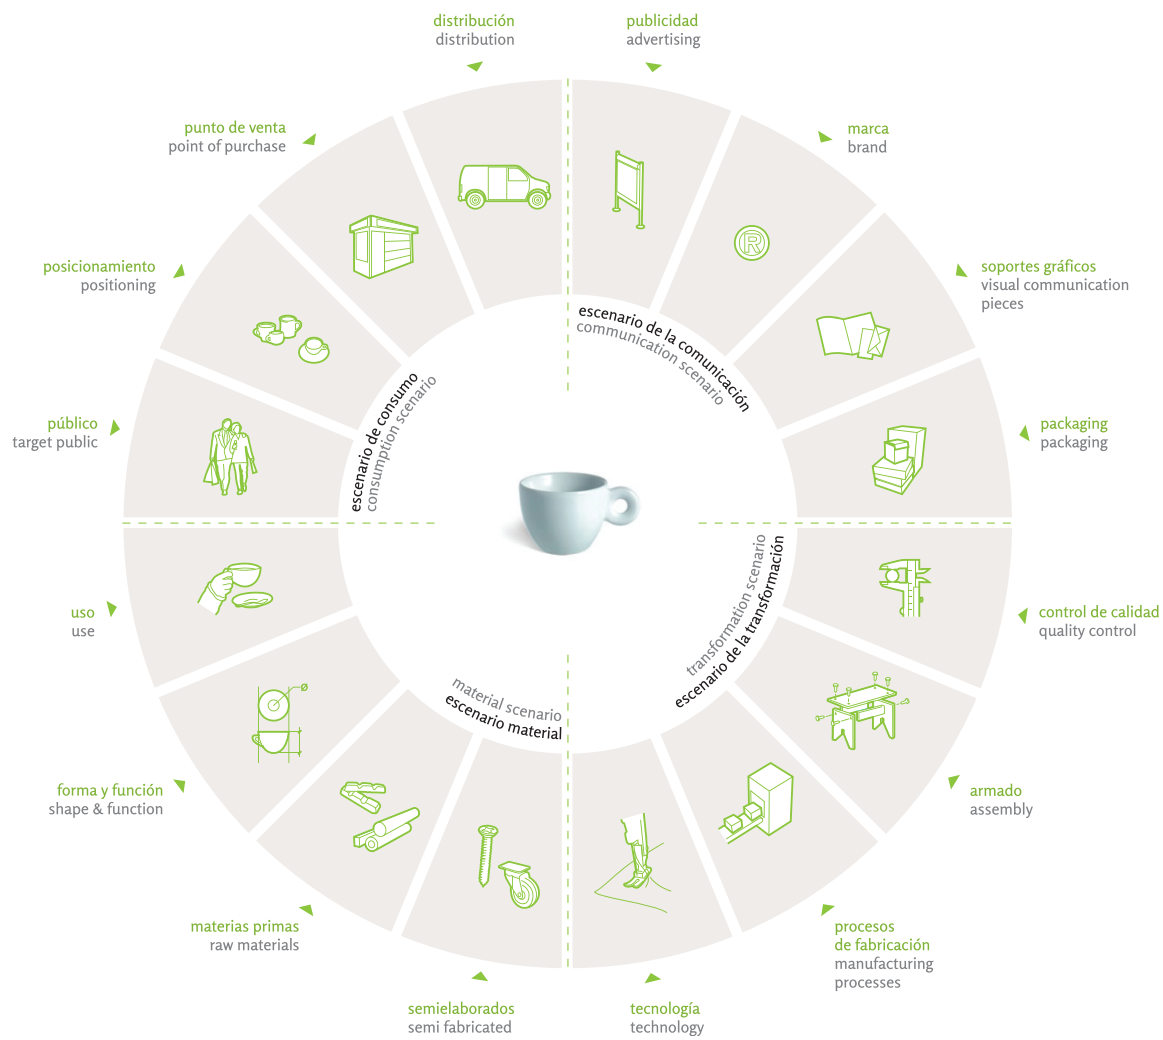 distribución
distribution
publicidad
advertising
punto de venta
point of purchase
marca
brand
posicionamiento
positioning
soportes gráficos
visual communication
pieces
R
escenario de la comunicación
communication scenario
escenario de consumo
consumption scenario
público
target public
packaging
packaging
transformation scenario
escenario de la transformación
uso
use
control de calidad
quality control
material scenario
escenario material
Ø
forma y función
shape & function
armado
assembly
materias primas
raw materials
procesos
de fabricación
manufacturing
processes
semielaborados
semi fabricated
tecnología
technology